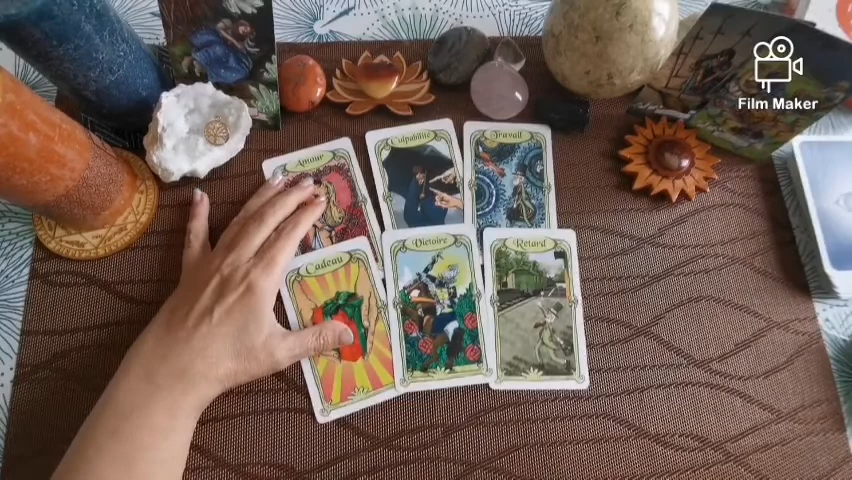 Film Maker
Amour
Culpabilité
Travail
Cadeau
Victoire
Retard